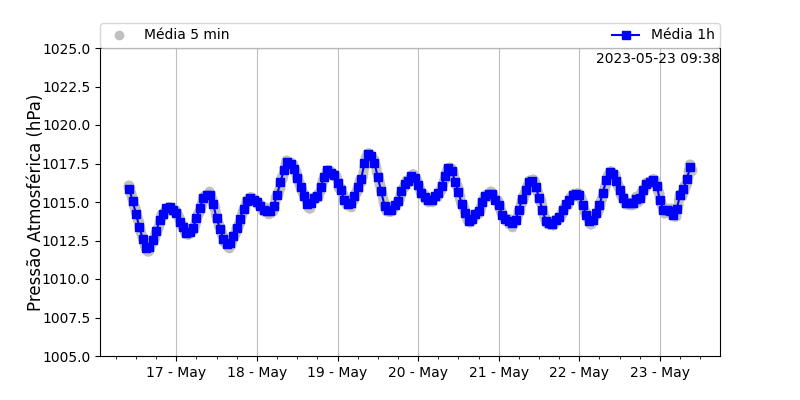 Média 5 min
Média 1h
2023-05-23 09:38
Pressão Atmosférica (hPa)
1025.0
1022.5
1020.0
1017.5
1015.0
1012.5
1010.0
1007.5
1005.0
17 - May
18 - May
19 - May
20 - May
21 - May
22 - May
23 - May